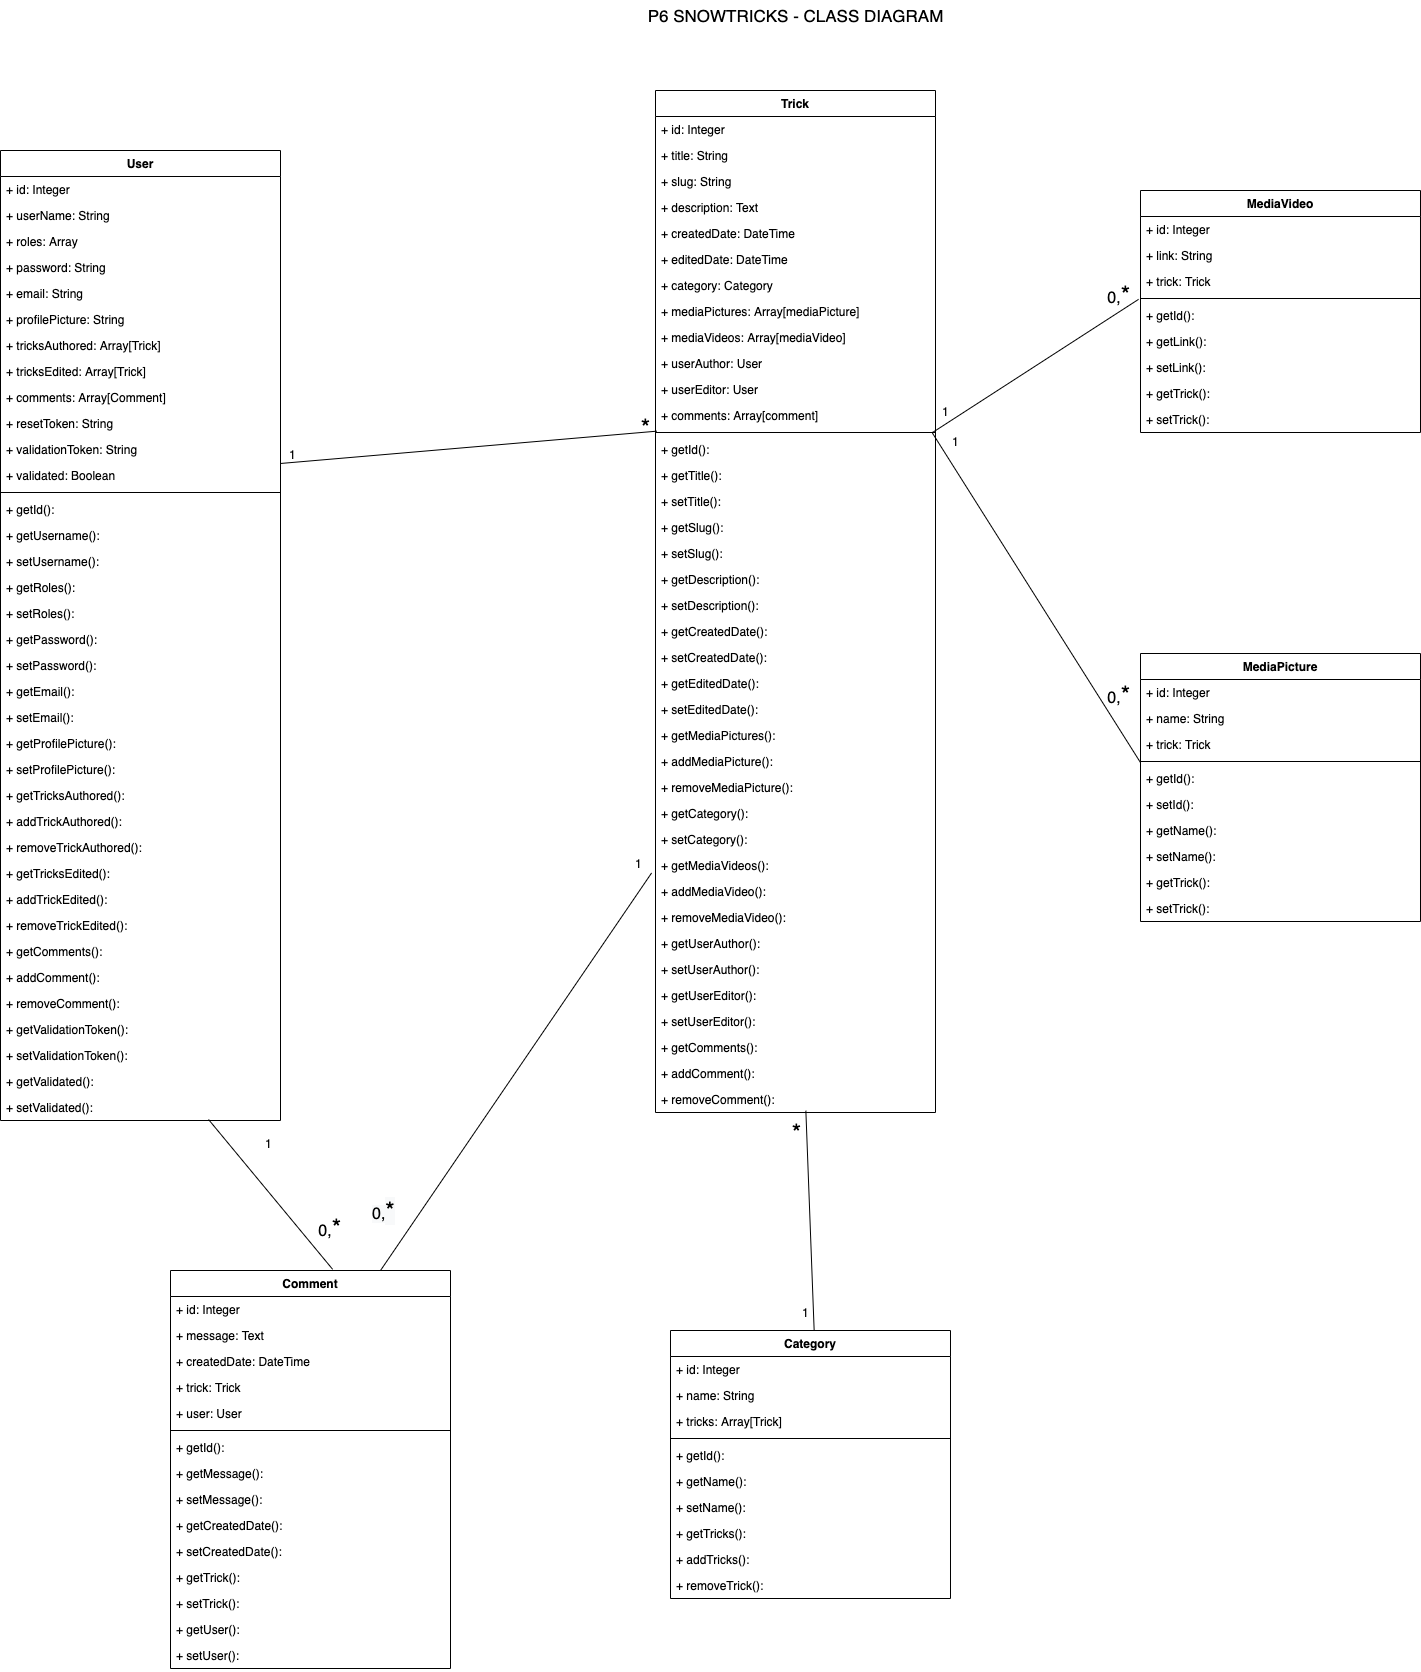 P6 SNOWTRICKS - CLASS DIAGRAM
User
+ id: Integer
+ userName: String
+ roles: Array
+ password: String
+ email: String
+ profilePicture: String
+ tricksAuthored: Array[Trick]
+ tricksEdited: Array[Trick]
+ comments: Array[Comment]
+ resetToken: String
+ validationToken: String
+ validated: Boolean
+ getId():
+ getUsername():
+ setUsername():
+ getRoles():
+ setRoles():
+ getPassword():
+ setPassword():
+ getEmail():
+ setEmail():
+ getProfilePicture():
+ setProfilePicture():
+ getTricksAuthored():
+ addTrickAuthored():
+ removeTrickAuthored():
+ getTricksEdited():
+ addTrickEdited():
+ removeTrickEdited():
+ getComments():
+ addComment():
+ removeComment():
+ getValidationToken():
+ setValidationToken():
+ getValidated():
+ setValidated():
1
*
Trick
+ id: Integer
+ title: String
+ slug: String
+ description: Text
+ createdDate: DateTime
+ editedDate: DateTime
+ category: Category
+ mediaPictures: Array[mediaPicture]
+ mediaVideos: Array[mediaVideo]
+ userAuthor: User
+ userEditor: User
+ comments: Array[comment]
+ getId():
+ getTitle():
+ setTitle():
+ getSlug():
+ setSlug():
+ getDescription():
+ setDescription():
+ getCreatedDate():
+ setCreatedDate():
+ getEditedDate():
+ setEditedDate():
+ getMediaPictures():
+ addMediaPicture():
+ removeMediaPicture():
+ getCategory():
+ setCategory():
+ getMediaVideos():
+ addMediaVideo():
+ removeMediaVideo():
+ getUserAuthor():
+ setUserAuthor():
+ getUserEditor():
+ setUserEditor():
+ getComments():
+ addComment():
+ removeComment():
1
0,*
MediaVideo
+ id: Integer
+ link: String
+ trick: Trick
+ getId():
+ getLink():
+ setLink():
+ getTrick():
+ setTrick():
1
0,*
MediaPicture
+ id: Integer
+ name: String
+ trick: Trick
+ getId():
+ setId():
+ getName():
+ setName():
+ getTrick():
+ setTrick():
1
0,*
1
0,*
Comment
+ id: Integer
+ message: Text
+ createdDate: DateTime
+ trick: Trick
+ user: User
+ getId():
+ getMessage():
+ setMessage():
+ getCreatedDate():
+ setCreatedDate():
+ getTrick():
+ setTrick():
+ getUser():
+ setUser():
*
1
Category
+ id: Integer
+ name: String
+ tricks: Array[Trick]
+ getId():
+ getName():
+ setName():
+ getTricks():
+ addTricks():
+ removeTrick():